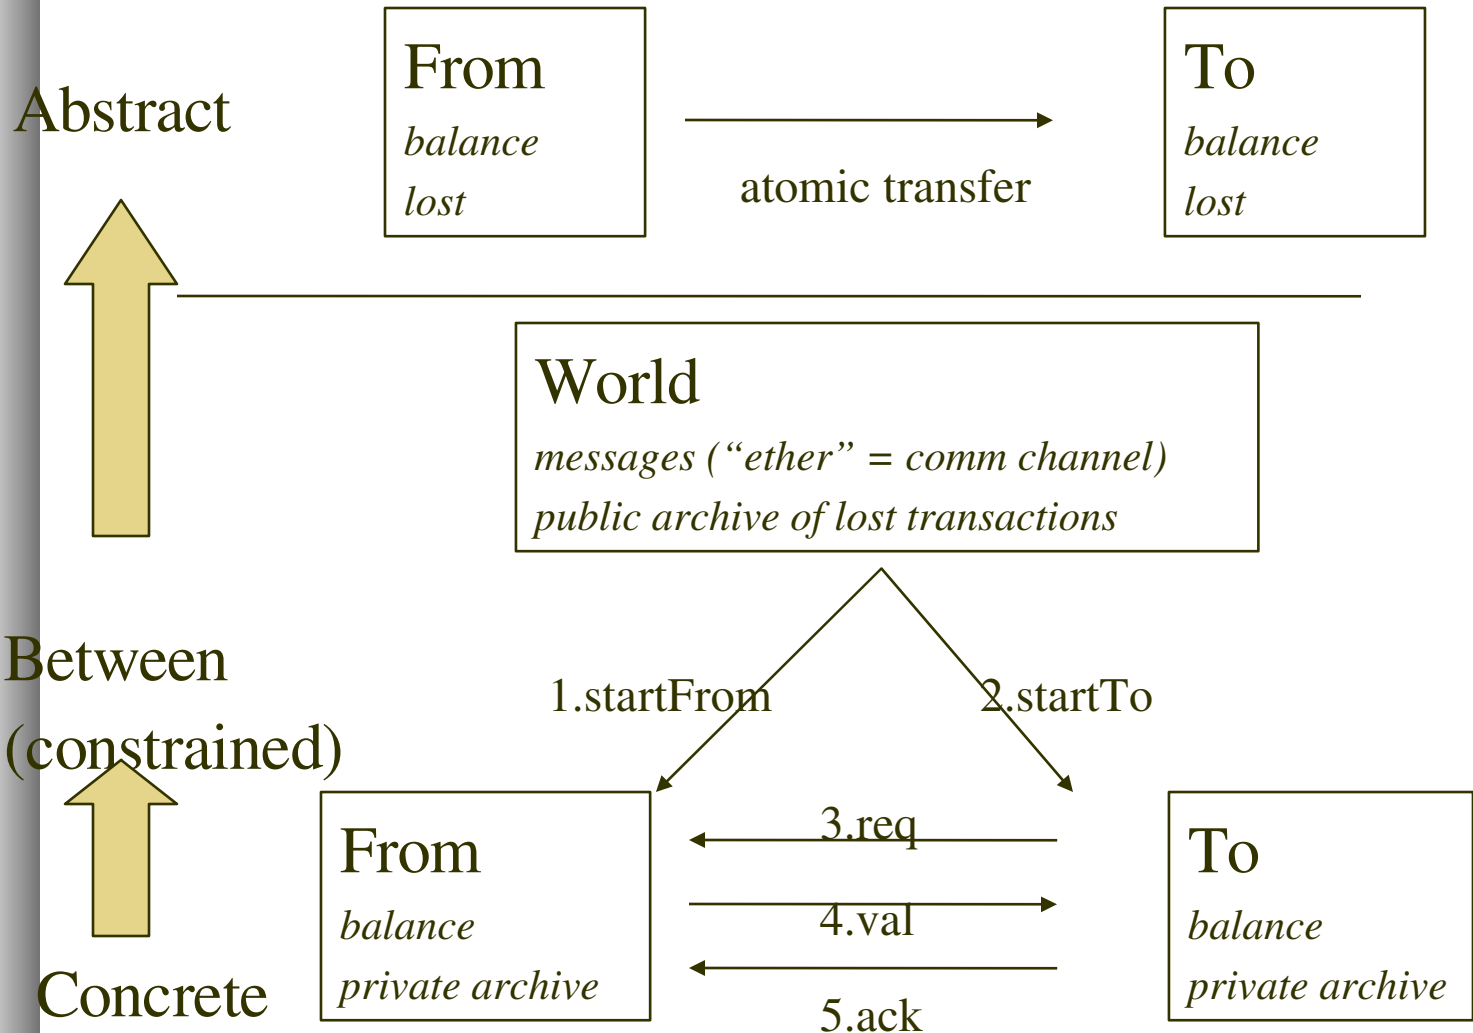 Abstract
From
balance
lost
atomic transfer
To
balance
lost
World
messages (“ether” = comm channel)
public archive of lost transactions
Between
(constrained)
1.startFrom
2.startTo
Concrete
From
balance
private archive
3.req
4.val
5.ack
To
balance
private archive